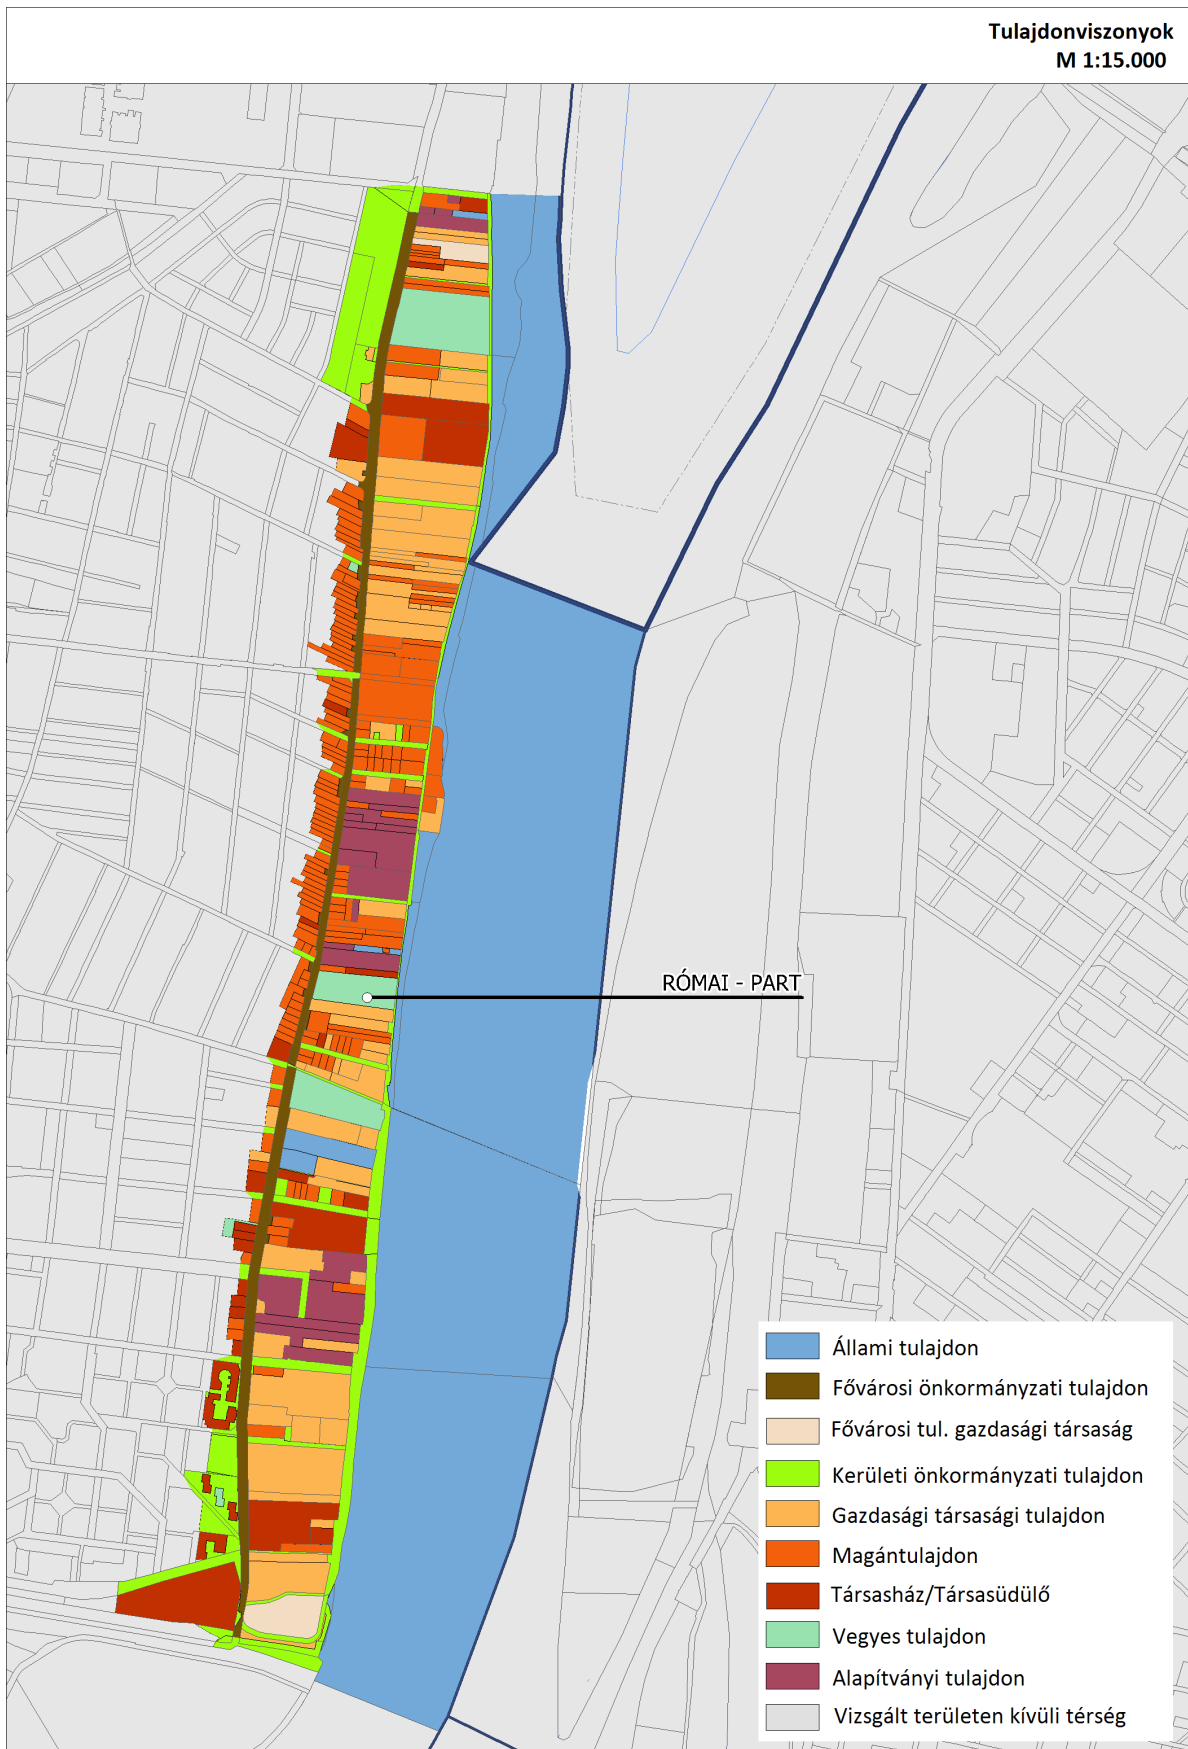 Tulajdonviszonyok
M 1:15.000
RÓMAI - PART
Állami tulajdon
Fővárosi önkormányzati tulajdon
Fővárosi tul. gazdasági társaság
Kerületi önkormányzati tulajdon
Gazdasági társasági tulajdon
Magántulajdon
Társasház/Társasüdülő
Vegyes tulajdon
Alapítványi tulajdon
Vizsgált területen kívüli térség